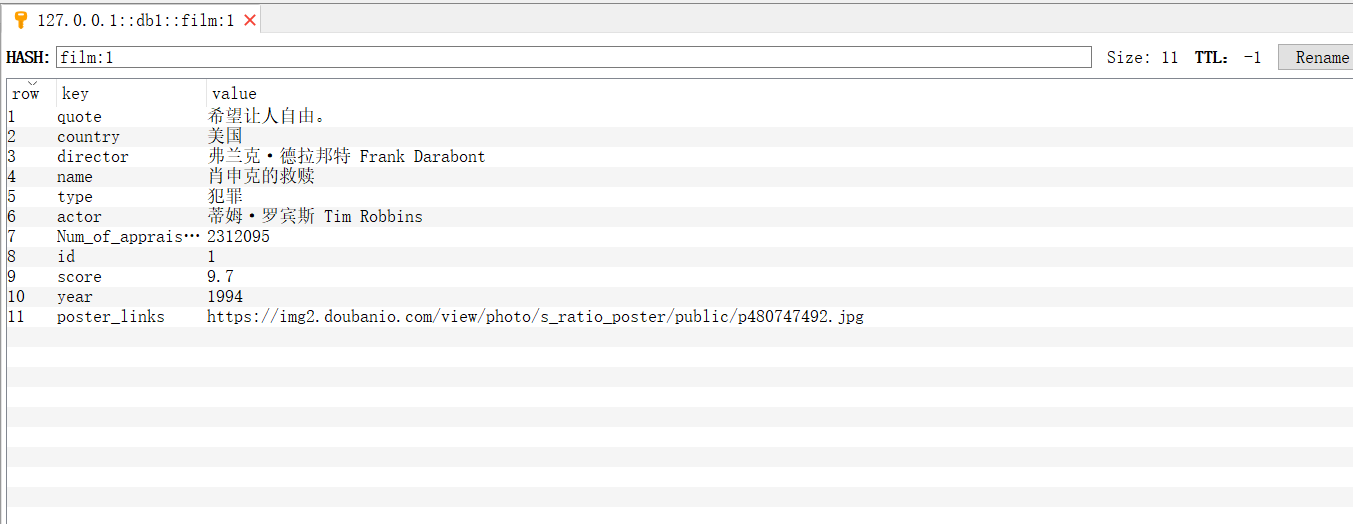 127.0.0.1::db1::film:1
HASH: film:1 Size: 11 TTL: -1 Rename
row key value
1 quote 希望让人自由。
2 country 美国
3 director 弗兰克·德拉邦特 Frank Darabont
4 name 肖申克的救赎
5 type 犯罪
6 actor 蒂姆·罗宾斯 Tim Robbins
7 Num_of_apprais… 2312095
8 id 1
9 score 9.7
10 year 1994
11 poster_links https://img2.doubanio.com/view/photo/s_ratio_poster/public/p480747492.jpg